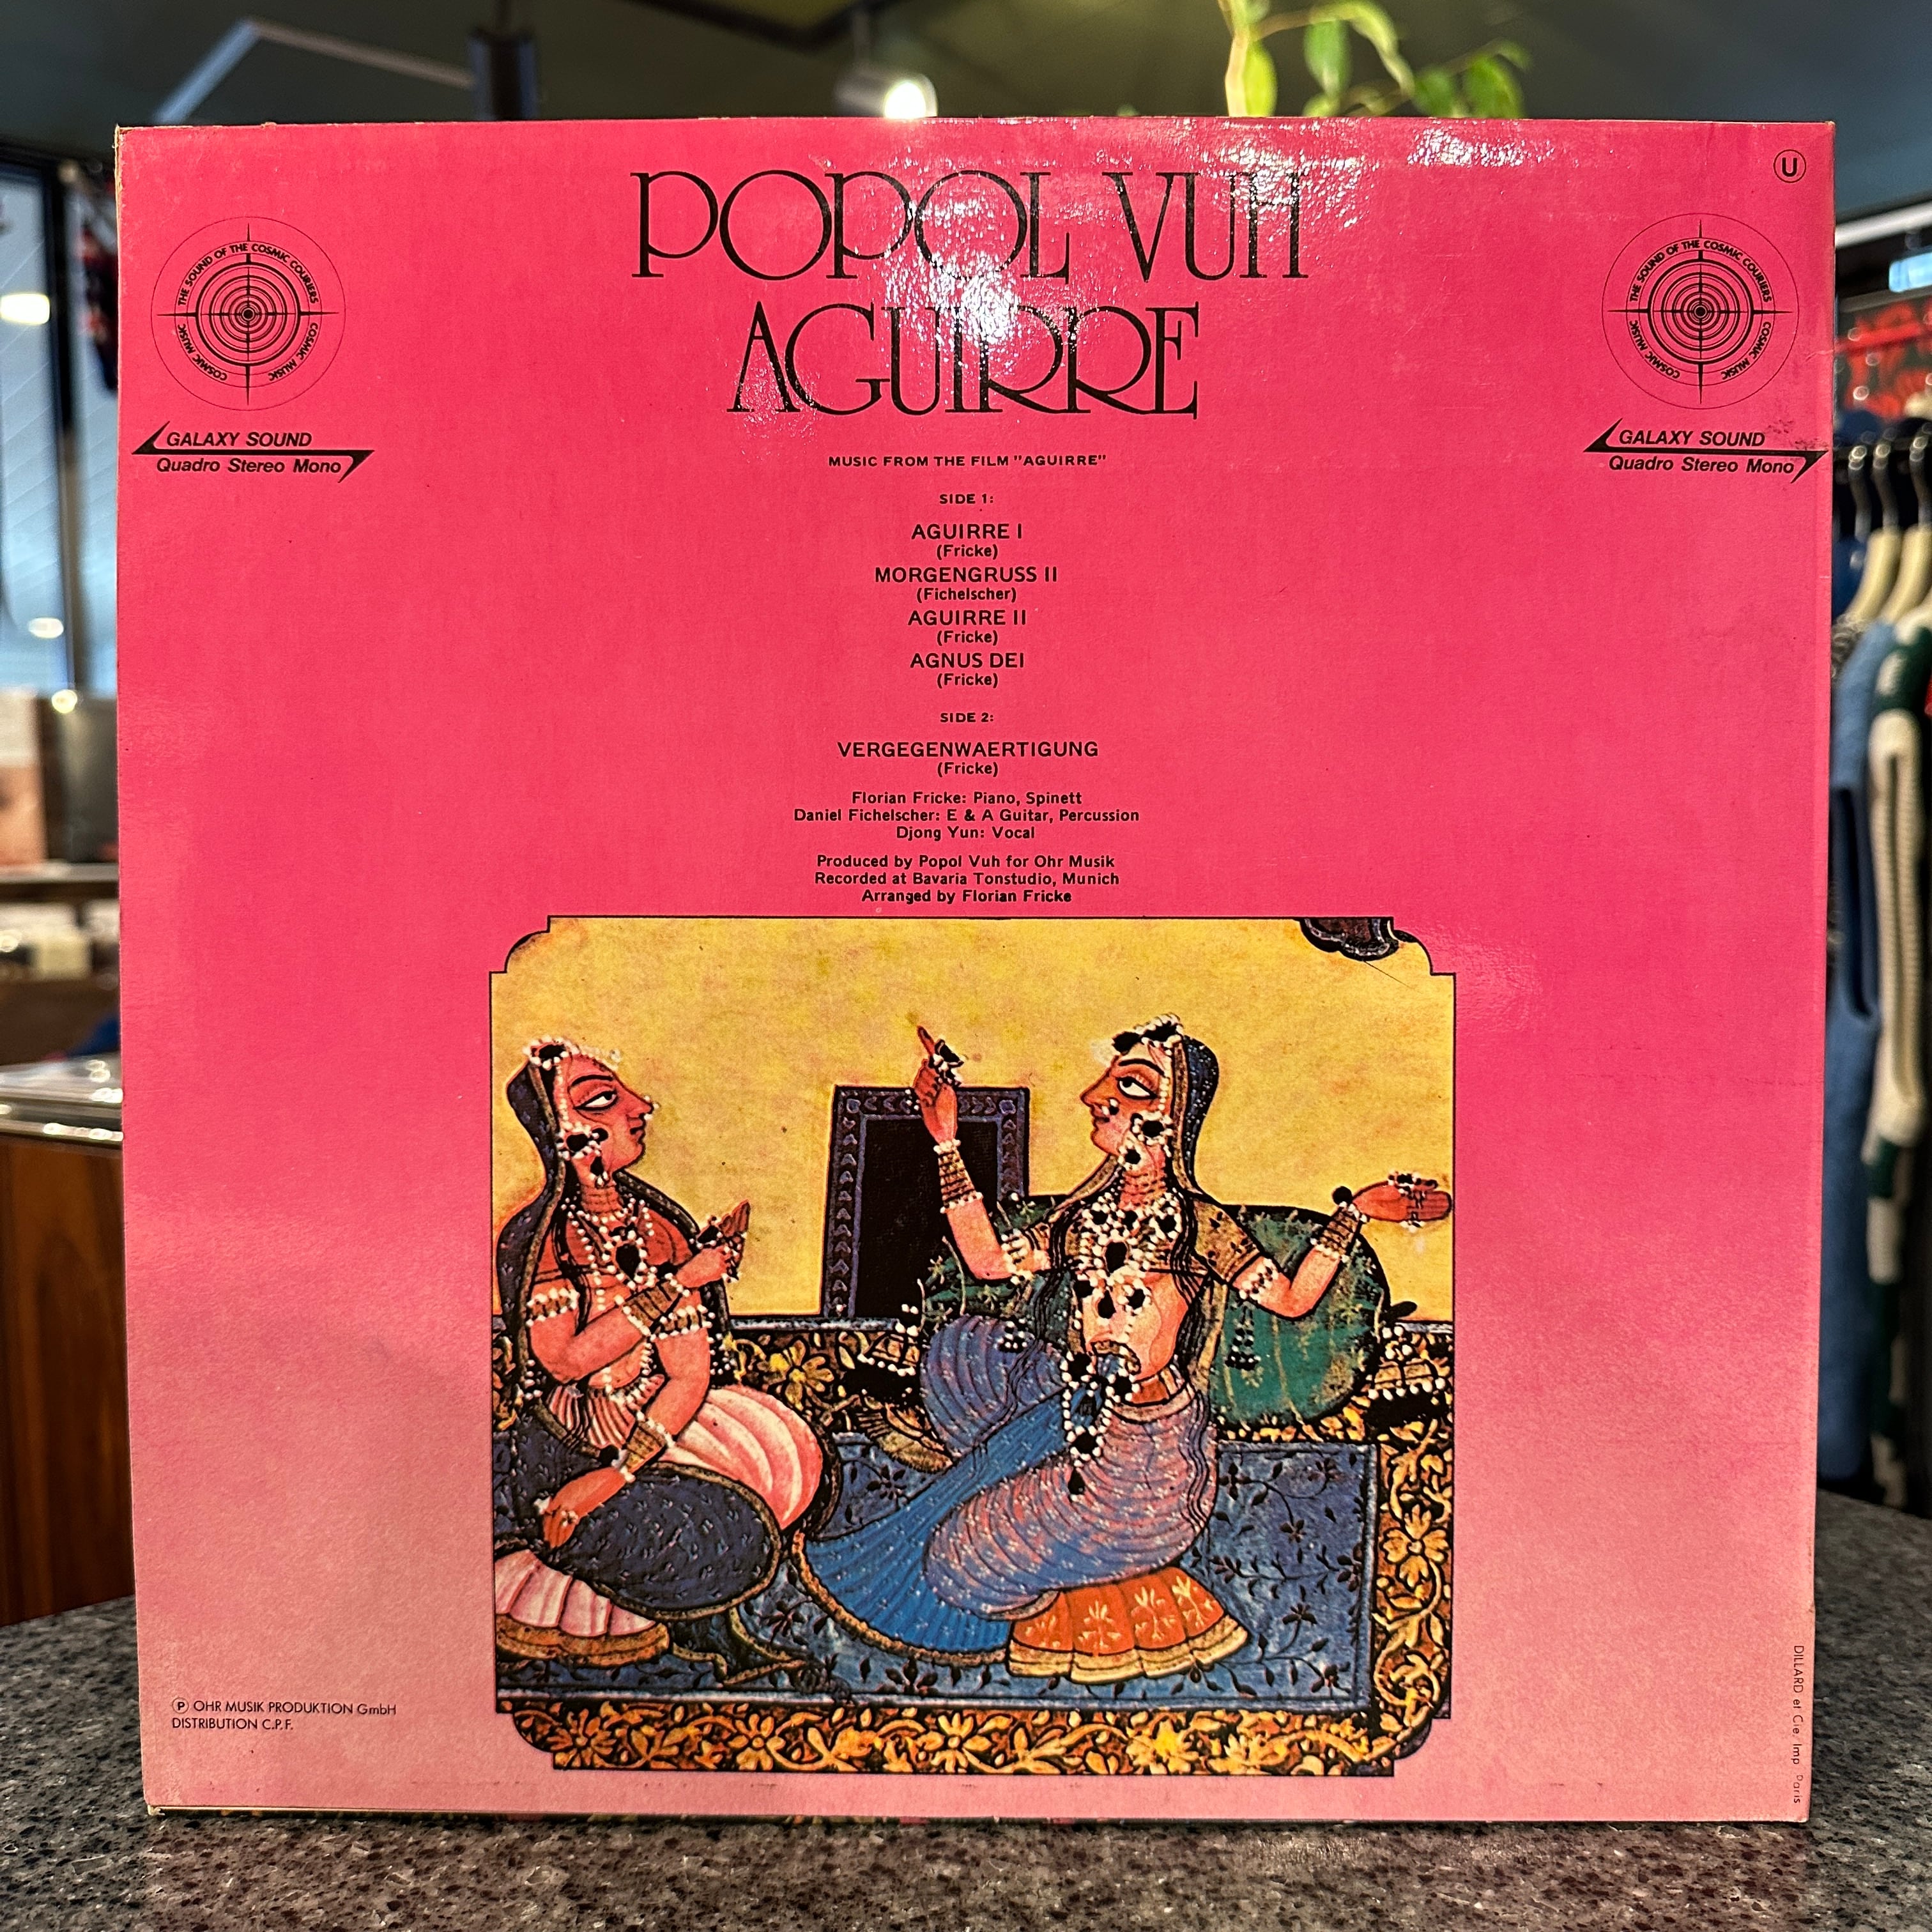 POPOL VUH
AGUIRRE
U
THE SOUND OF THE COSMIC COURIERS
COSMIC MUSIC
COSMIC MUSIC
GALAXY SOUND
Quadro Stereo Mono
THE SOUND OF THE COSMIC COURIERS
COSMIC MUSIC
COSMIC MUSIC
GALAXY SOUND
Quadro Stereo Mono
MUSIC FROM THE FILM "AGUIRRE"
SIDE 1:
AGUIRRE I
(Fricke)
MORGENGRUSS II
(Fichelscher)
AGUIRRE II
(Fricke)
AGNUS DEI
(Fricke)
SIDE 2:
VERGEGENWAERTIGUNG
(Fricke)
Florian Fricke: Piano, Spinett
Daniel Fichelscher: E & A Guitar, Percussion
Djong Yun: Vocal
Produced by Popol Vuh for Ohr Musik
Recorded at Bavaria Tonstudio, Munich
Arranged by Florian Fricke
℗ OHR MUSIK PRODUKTION GmbH
DISTRIBUTION C.P.F.
DILLARD et Cie Imp Paris